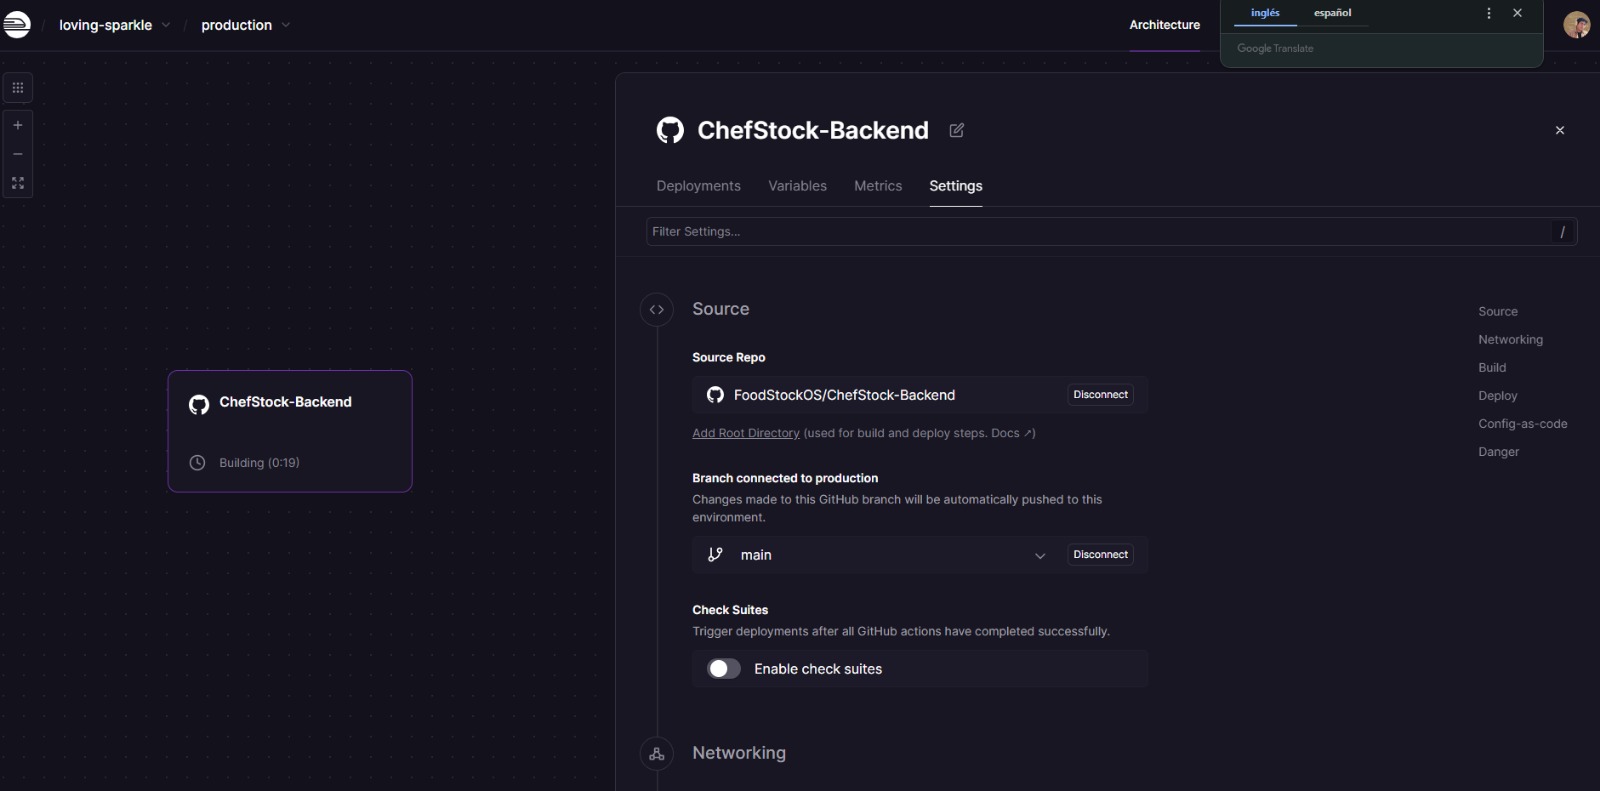 loving-sparkle / production
Architecture
inglés español
Google Translate
ChefStock-Backend
Deployments Variables Metrics Settings
Filter Settings... /
Source
Source Repo
FoodStockOS/ChefStock-Backend Disconnect
Add Root Directory (used for build and deploy steps. Docs ↗)
Branch connected to production
Changes made to this GitHub branch will be automatically pushed to this
environment.
main Disconnect
Check Suites
Trigger deployments after all GitHub actions have completed successfully.
Enable check suites
Networking
Source
Networking
Build
Deploy
Config-as-code
Danger
ChefStock-Backend
Building (0:19)